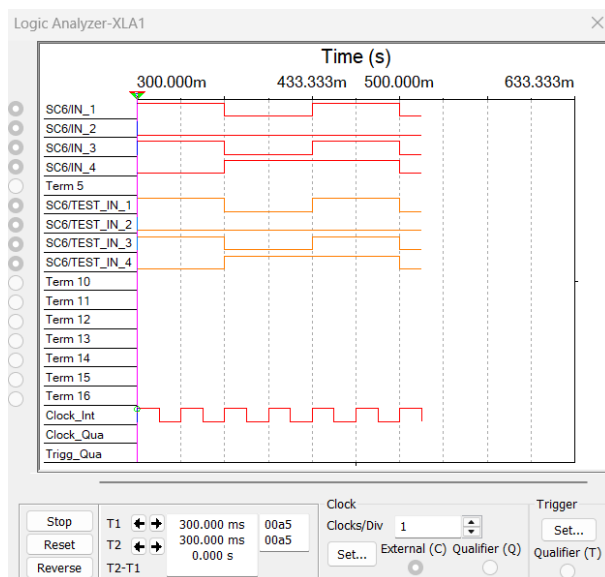 Logic Analyzer-XLA1
Time (s)
300.000m 433.333m 500.000m 633.333m
SC6/IN_1
SC6/IN_2
SC6/IN_3
SC6/IN_4
Term 5
SC6/TEST_IN_1
SC6/TEST_IN_2
SC6/TEST_IN_3
SC6/TEST_IN_4
Term 10
Term 11
Term 12
Term 13
Term 14
Term 15
Term 16
Clock_Int
Clock_Qua
Trigg_Qua
Clock Trigger
Stop T1 300.000 ms 00a5 Clocks/Div 1 Set...
Reset T2 300.000 ms 00a5 Set... External (C) Qualifier (Q) Qualifier (T)
Reverse T2-T1 0.000 s